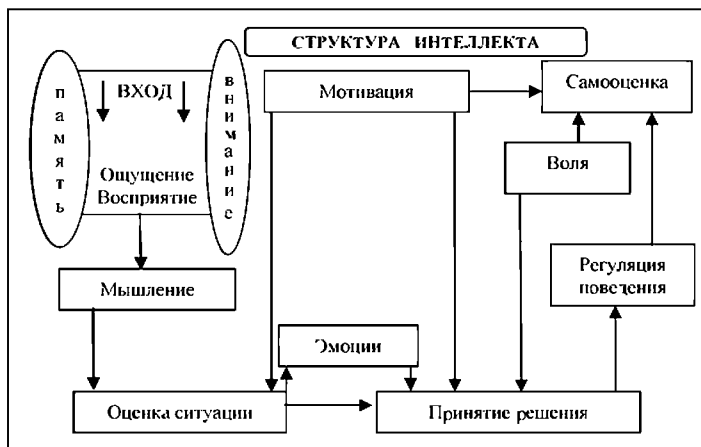 СТРУКТУРА ИНТЕЛЛЕКТА
память
ВХОД
внимание
Ощущение
Восприятие
Мотивация
Самооценка
Воля
Мышление
Регуляция
поведения
Эмоции
Оценка ситуации
Принятие решения